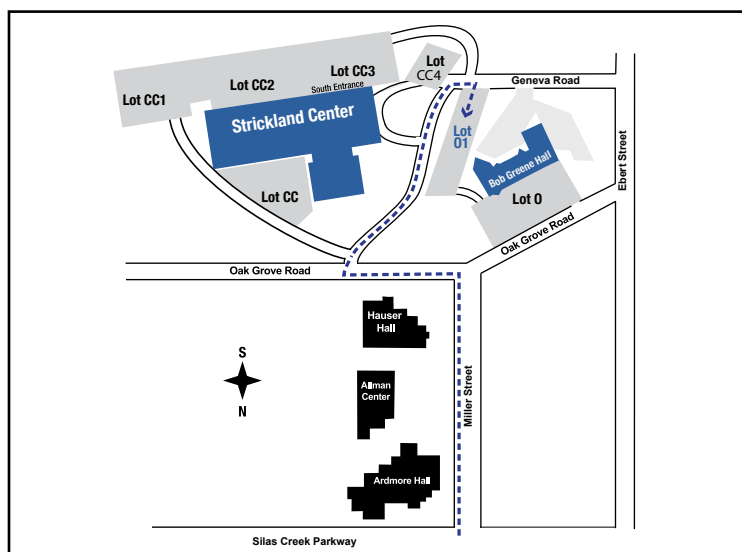 Lot
CC4
Lot CC3
Geneva Road
Lot CC2
South Entrance
Lot CC1
Strickland Center
Lot
O1
Bob Greene Hall
Ebert Street
Lot CC
Lot O
Oak Grove Road
Oak Grove Road
Hauser
Hall
S
N
Allman
Center
Miller Street
Ardmore Hall
Silas Creek Parkway